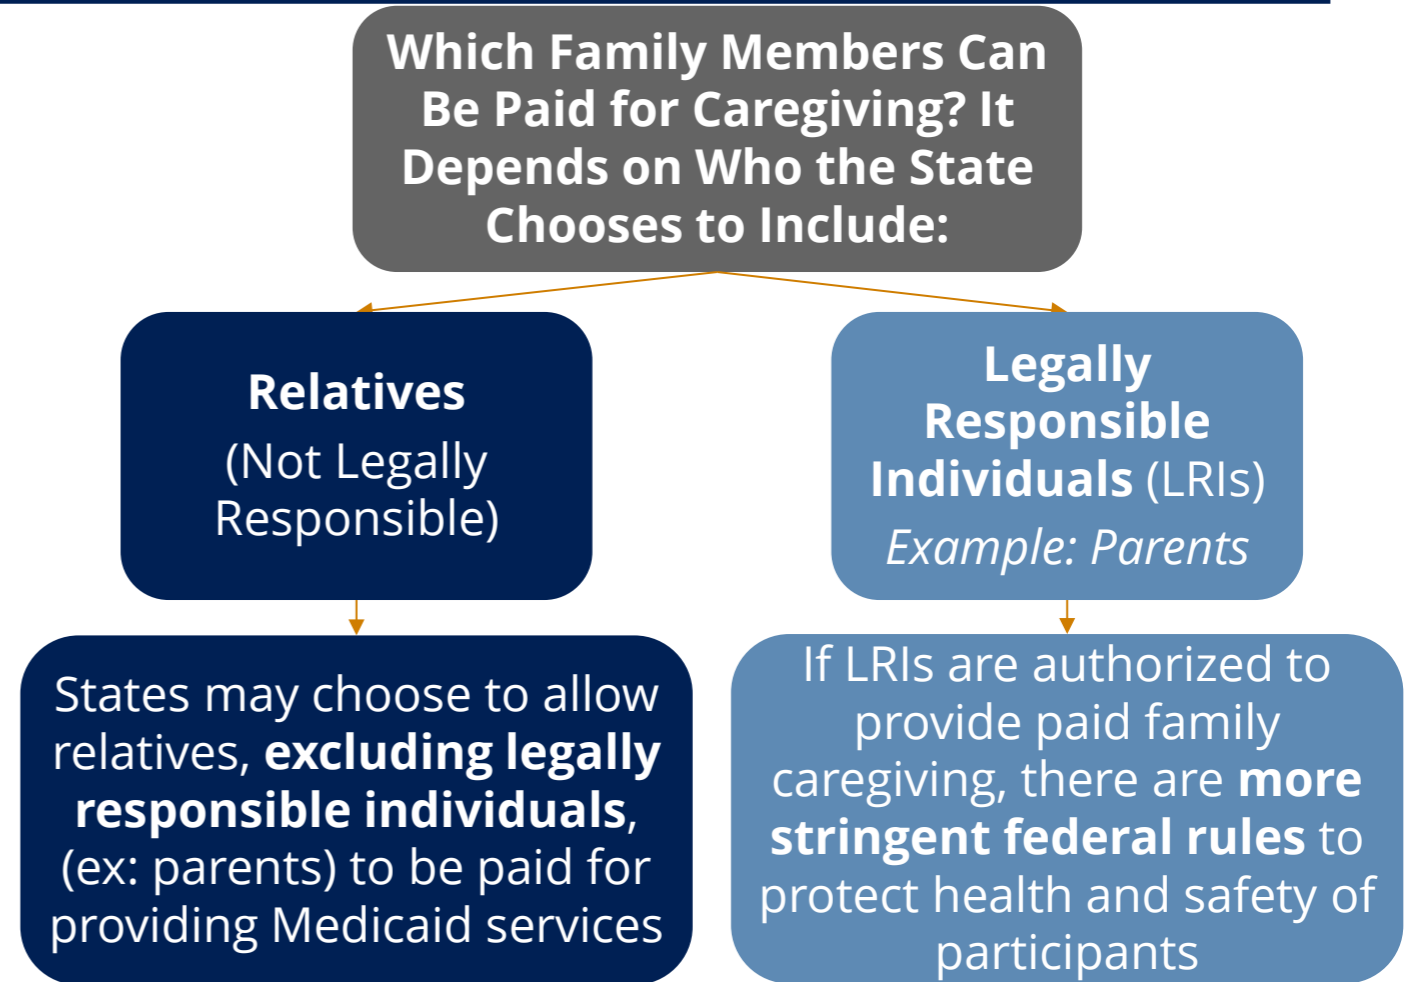 Which Family Members Can
Be Paid for Caregiving? It
Depends on Who the State
Chooses to Include:
Relatives
(Not Legally
Responsible)
Legally
Responsible
Individuals (LRIs)
Example: Parents
States may choose to allow
relatives, excluding legally
responsible individuals,
(ex: parents) to be paid for
providing Medicaid services
If LRIs are authorized to
provide paid family
caregiving, there are more
stringent federal rules to
protect health and safety of
participants